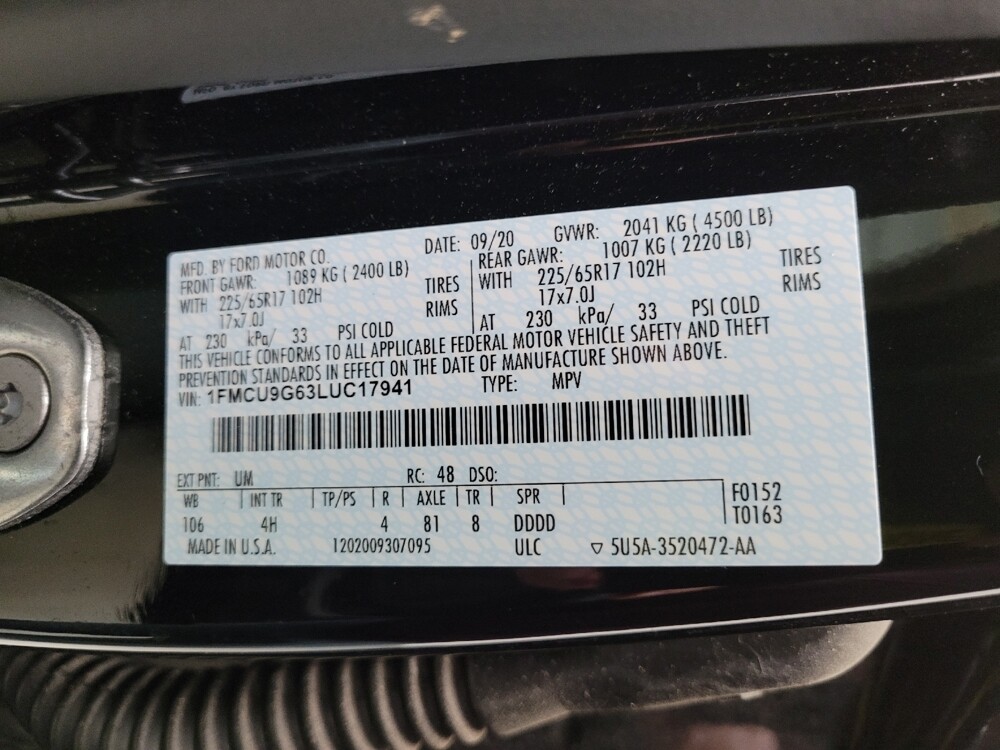 MFD. BY FORD MOTOR CO.
DATE: 09/20 GVWR: 2041 KG ( 4500 LB)
FRONT GAWR: 1089 KG ( 2400 LB)
WITH 225/65R17 102H TIRES
17x7.0J RIMS
AT 230 kPa/ 33 PSI COLD
REAR GAWR: 1007 KG ( 2220 LB)
WITH 225/65R17 102H TIRES
17x7.0J RIMS
AT 230 kPa/ 33 PSI COLD
THIS VEHICLE CONFORMS TO ALL APPLICABLE FEDERAL MOTOR VEHICLE SAFETY AND THEFT
PREVENTION STANDARDS IN EFFECT ON THE DATE OF MANUFACTURE SHOWN ABOVE.
VIN: 1FMCU9G63LUC17941 TYPE: MPV
EXT PNT: UM RC: 48 DSO:
WB INT TR TP/PS R AXLE TR SPR
106 4H 4 81 8 DDDD
F0152
T0163
MADE IN U.S.A. 1202009307095 ULC ▽ 5U5A-3520472-AA